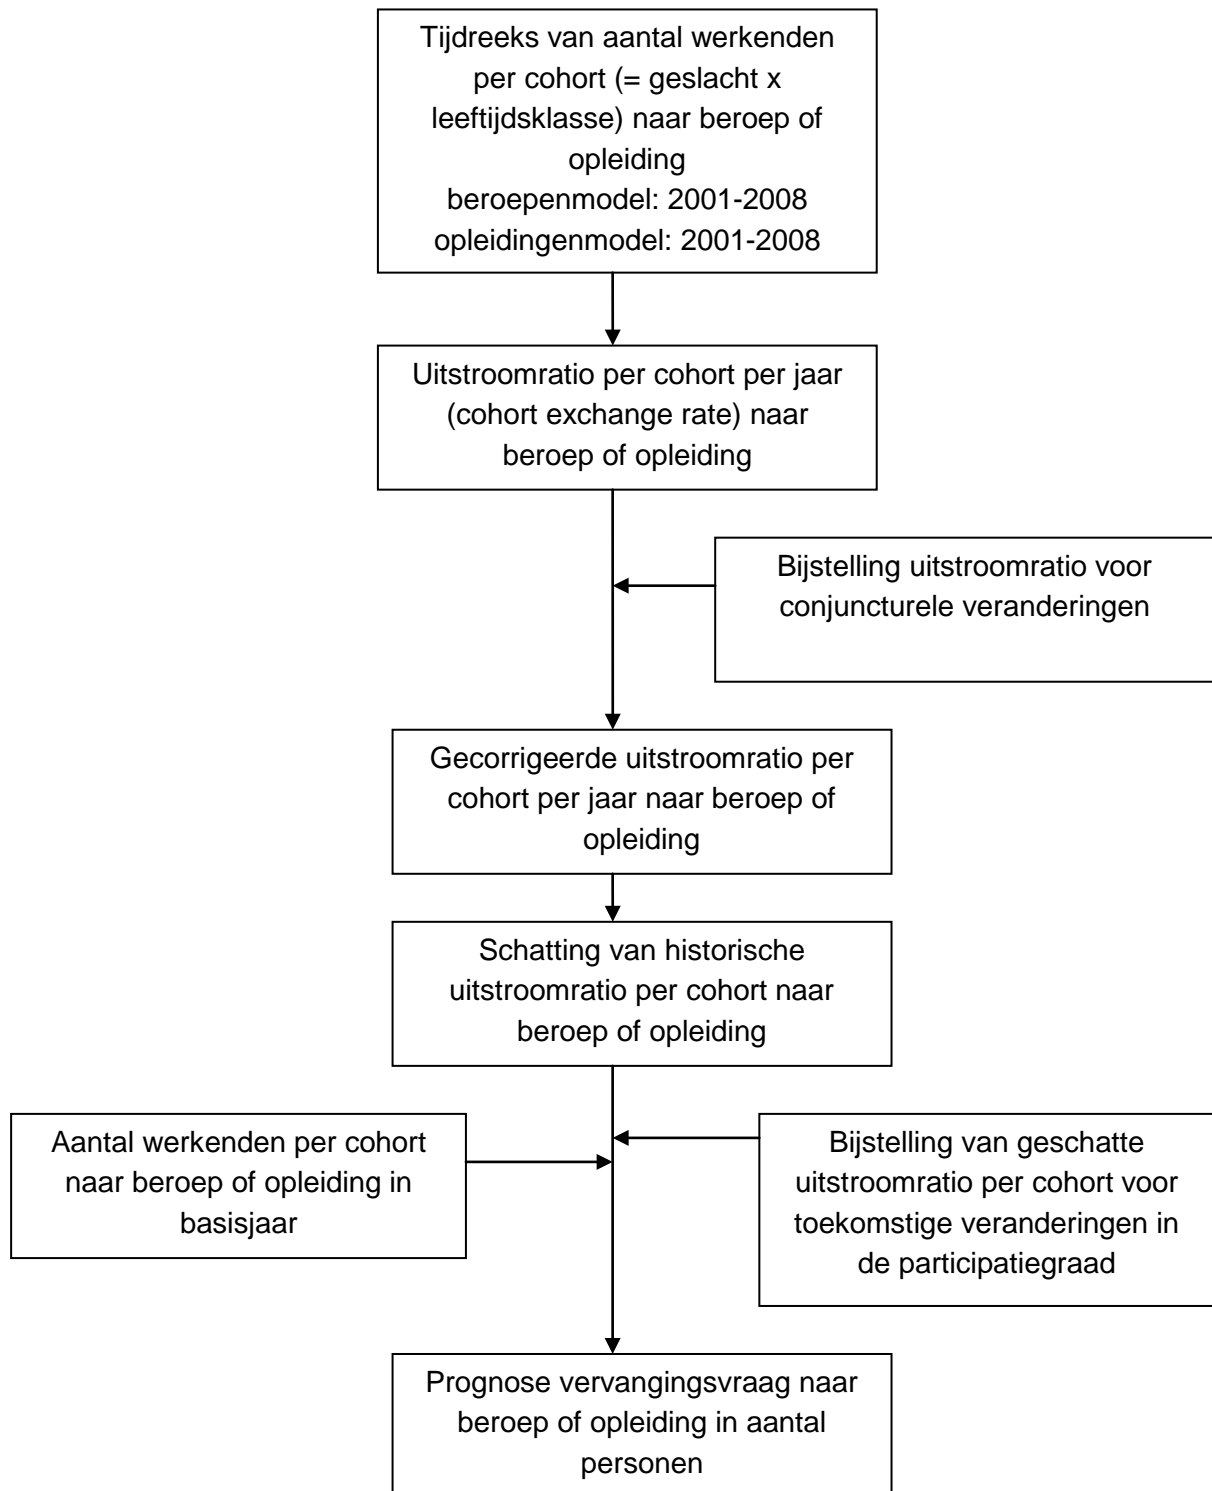 Tijdreeks van aantal werkenden
per cohort (= geslacht x
leeftijdsklasse) naar beroep of
opleiding
beroepenmodel: 2001-2008
opleidingenmodel: 2001-2008
Uitstroomratio per cohort per jaar
(cohort exchange rate) naar
beroep of opleiding
Bijstelling uitstroomratio voor
conjuncturele veranderingen
Gecorrigeerde uitstroomratio per
cohort per jaar naar beroep of
opleiding
Schatting van historische
uitstroomratio per cohort naar
beroep of opleiding
Aantal werkenden per cohort
naar beroep of opleiding in
basisjaar
Bijstelling van geschatte
uitstroomratio per cohort voor
toekomstige veranderingen in
de participatiegraad
Prognose vervangingsvraag naar
beroep of opleiding in aantal
personen